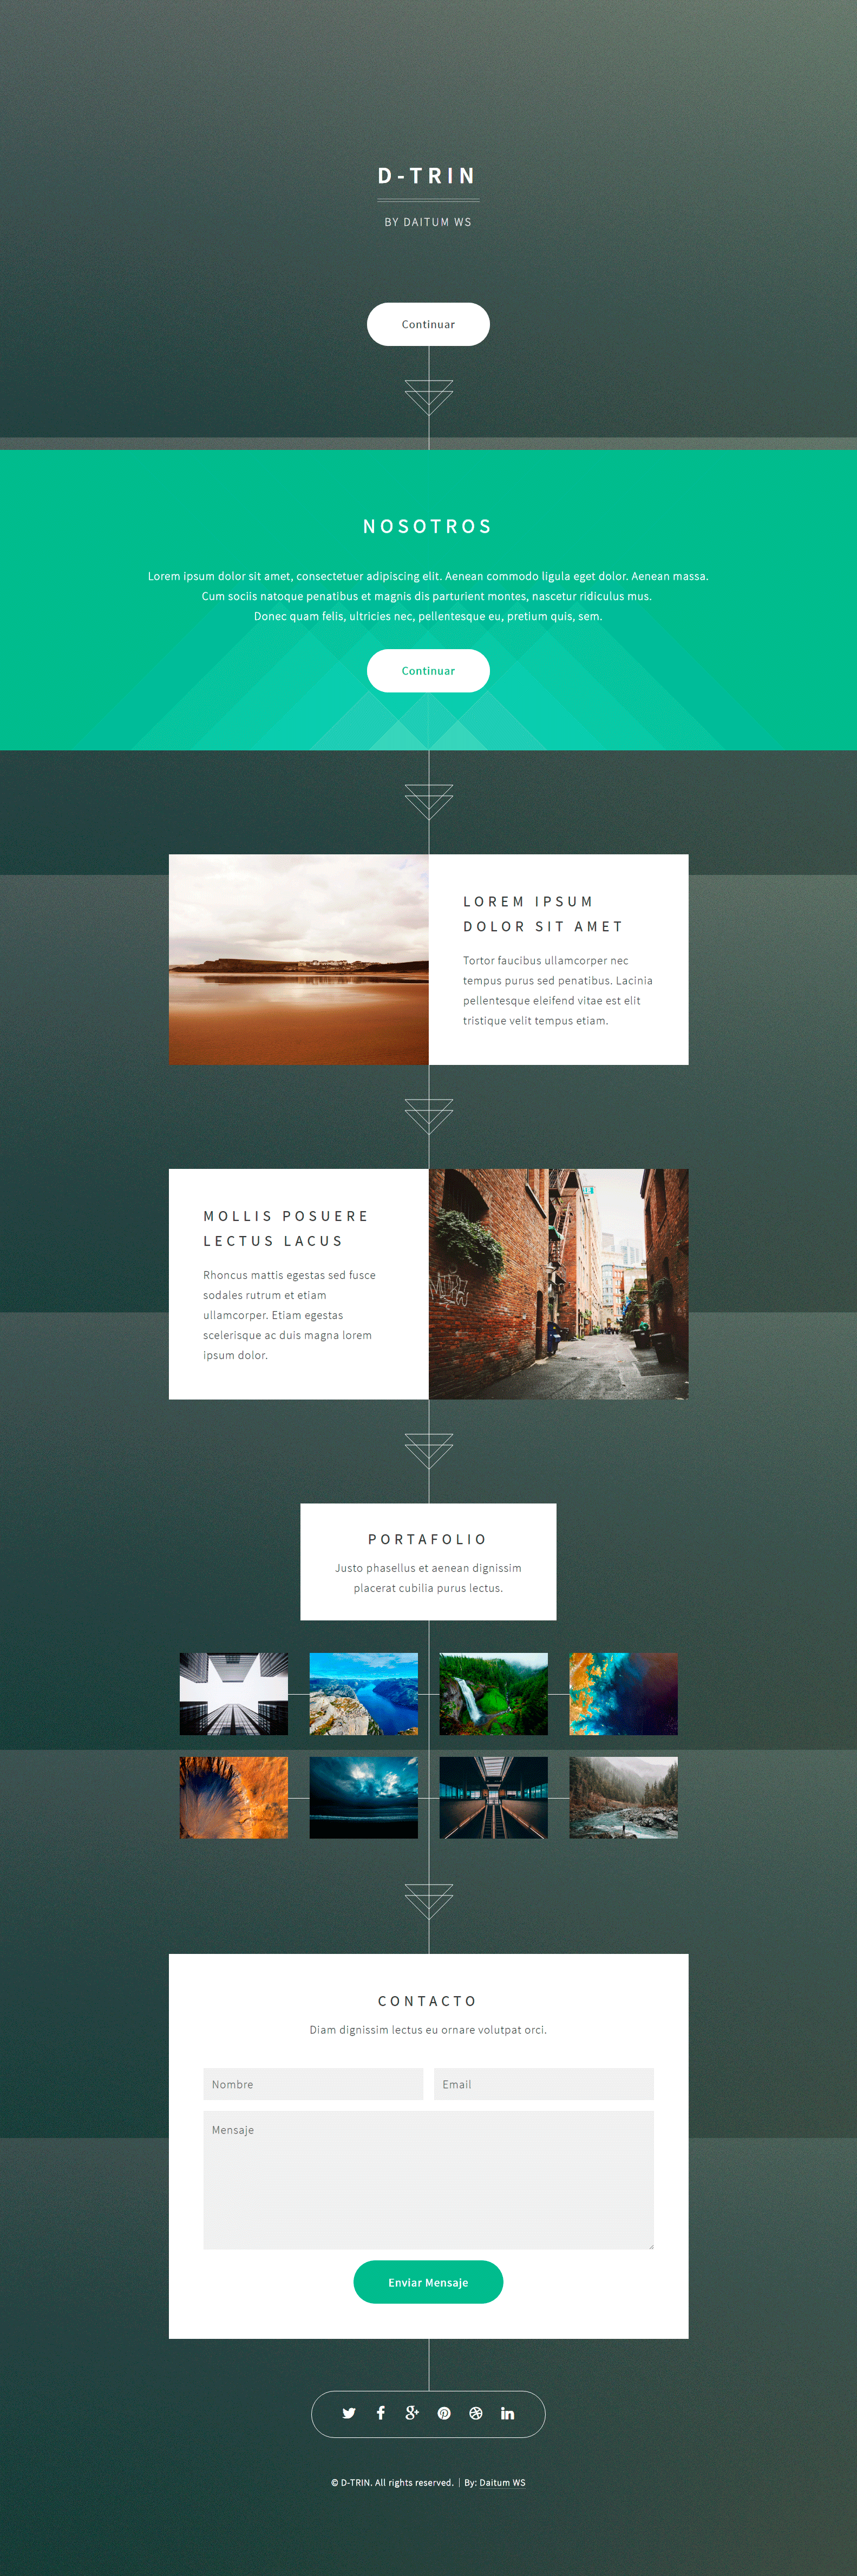 D-TRIN
BY DAITUM WS
Continuar
NOSOTROS
Lorem ipsum dolor sit amet, consectetuer adipiscing elit. Aenean commodo ligula eget dolor. Aenean massa.
Cum sociis natoque penatibus et magnis dis parturient montes, nascetur ridiculus mus.
Donec quam felis, ultricies nec, pellentesque eu, pretium quis, sem.
Continuar
LOREM IPSUM
DOLOR SIT AMET
Tortor faucibus ullamcorper nec
tempus purus sed penatibus. Lacinia
pellentesque eleifend vitae est elit
tristique velit tempus etiam.
MOLLIS POSUERE
LECTUS LACUS
Rhoncus mattis egestas sed fusce
sodales rutrum et etiam
ullamcorper. Etiam egestas
scelerisque ac duis magna lorem
ipsum dolor.
PORTAFOLIO
Justo phasellus et aenean dignissim
placerat cubilia purus lectus.
CONTACTO
Diam dignissim lectus eu ornare volutpat orci.
Nombre
Email
Mensaje
Enviar Mensaje
© D-TRIN. All rights reserved. | By: Daitum WS